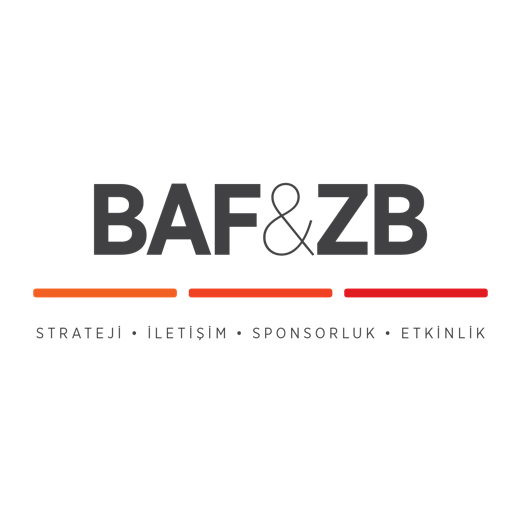 BAF&ZB
STRATEJİ • İLETİŞİM • SPONSORLUK • ETKİNLİK